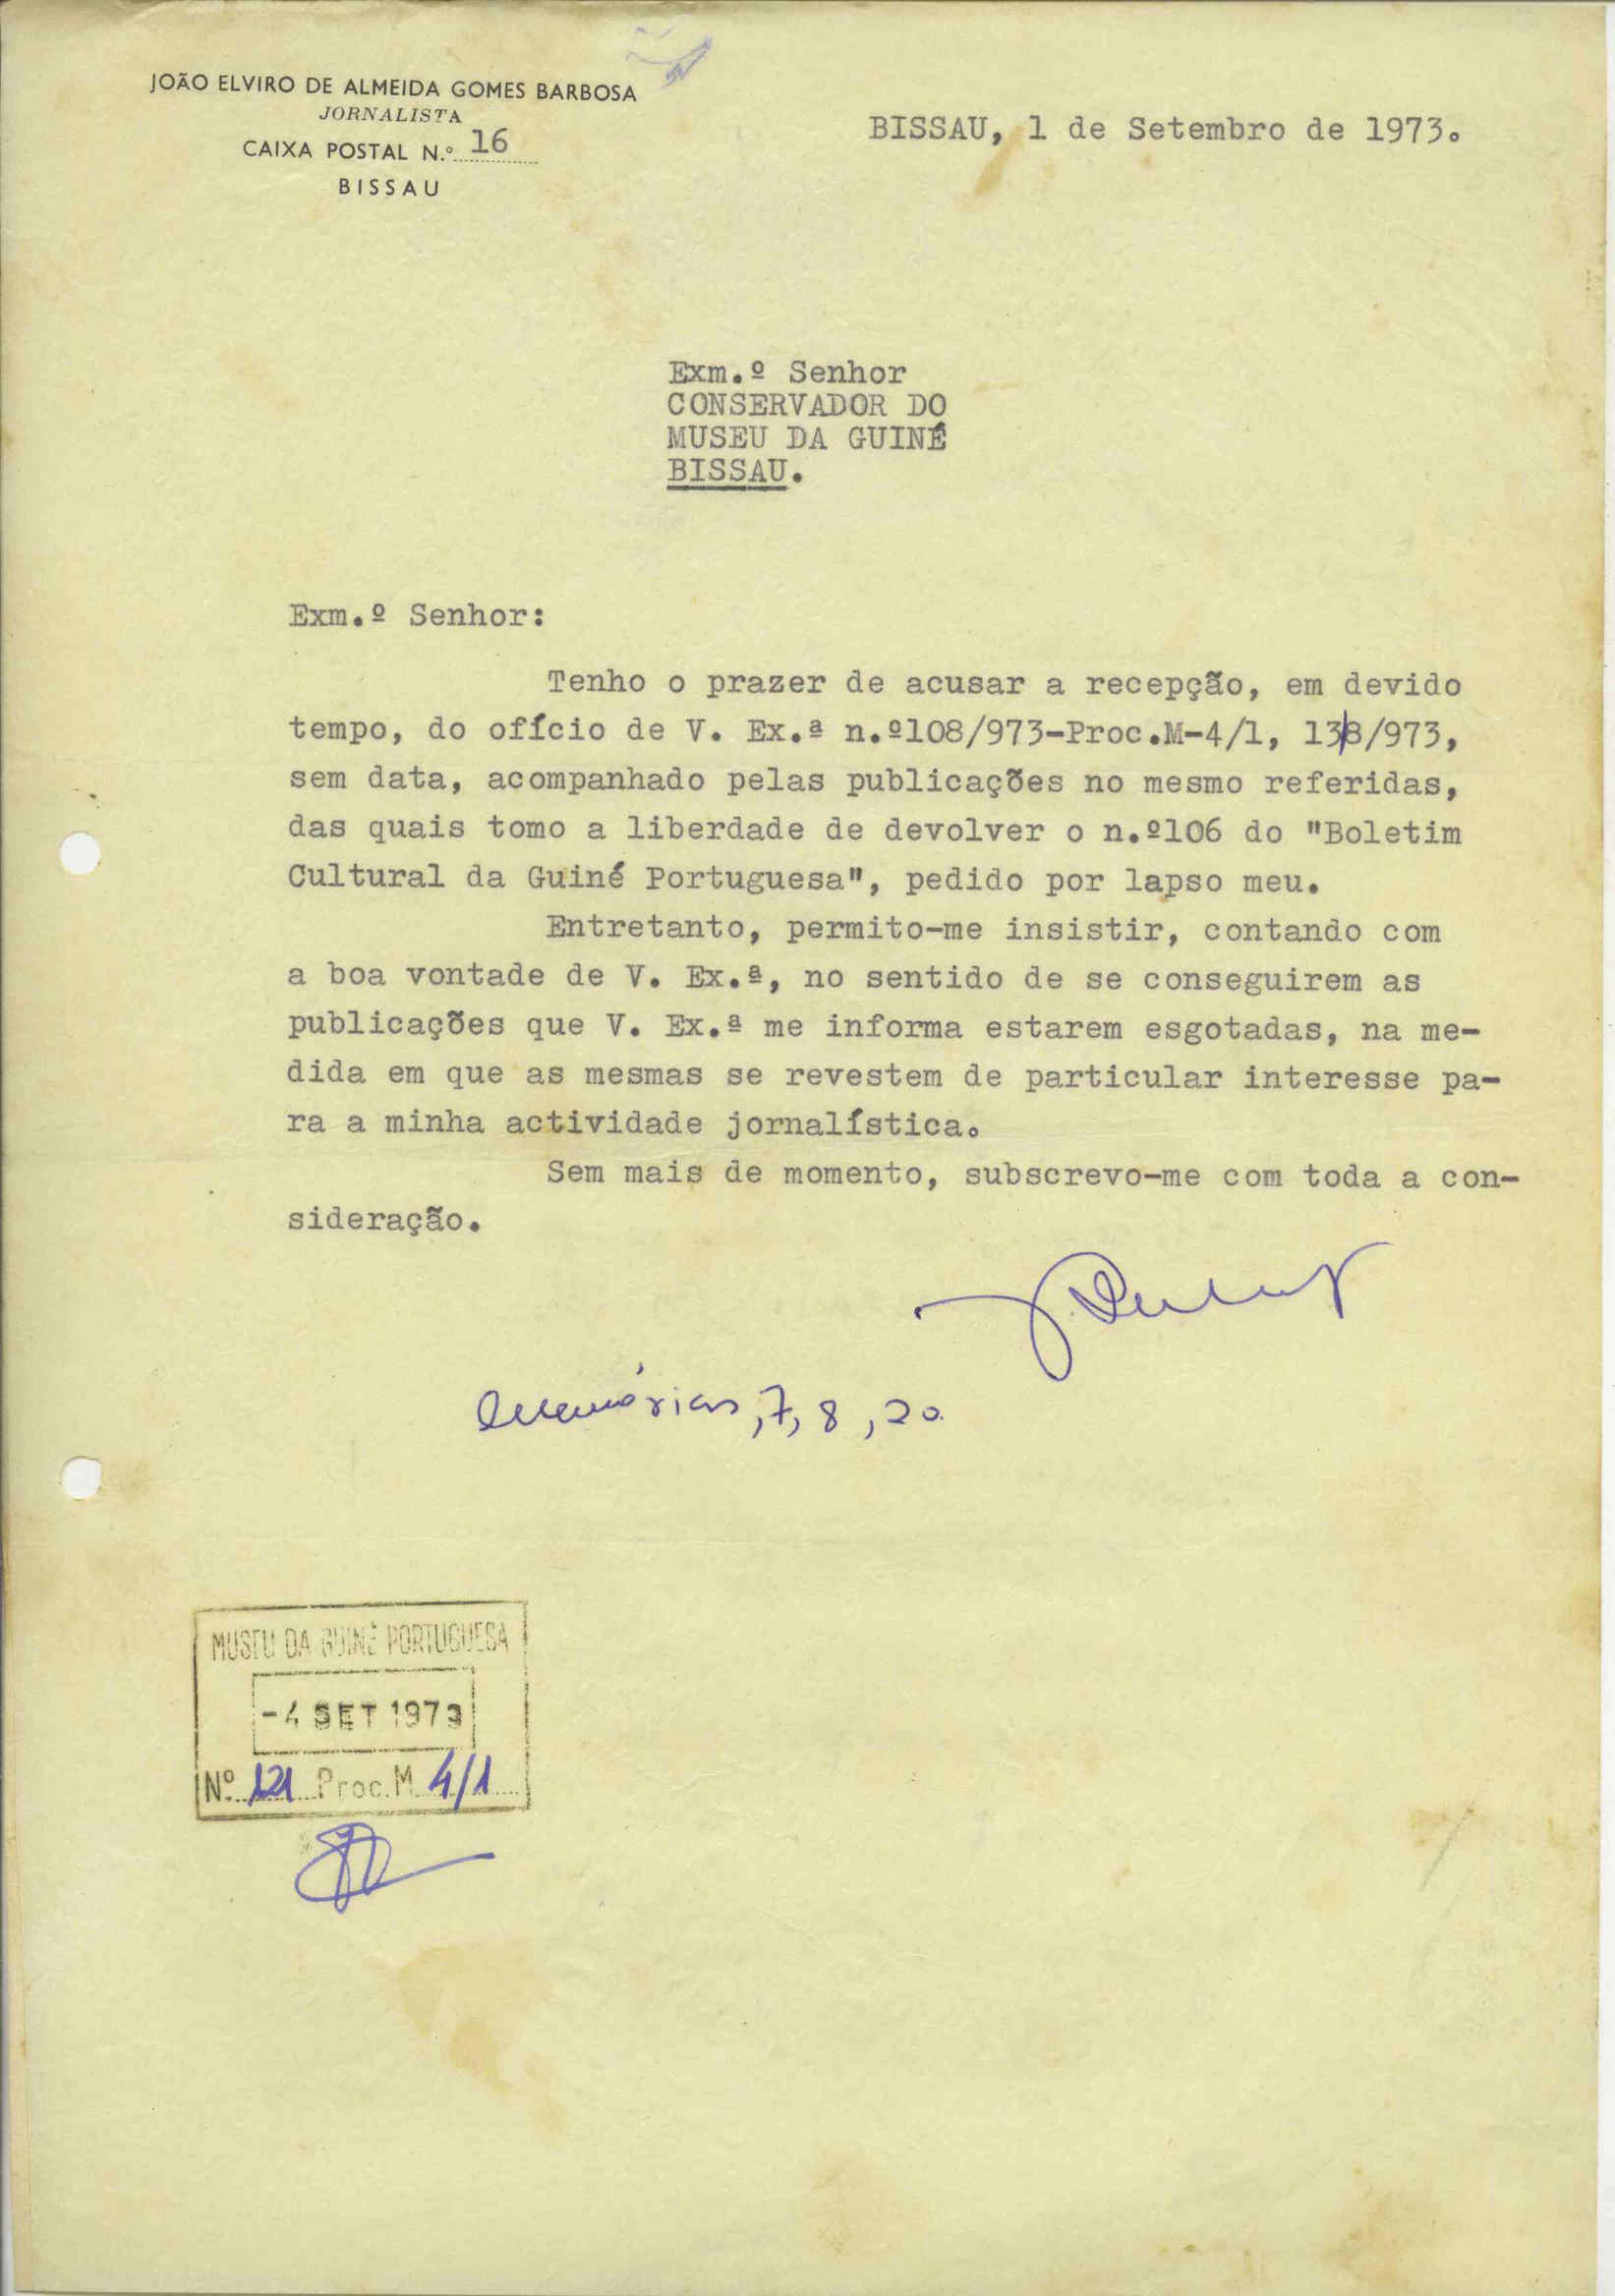 JOÃO ELVIRO DE ALMEIDA GOMES BARBOSA
JORNALISTA
CAIXA POSTAL N.º 16
BISSAU
BISSAU, 1 de Setembro de 1973.
Exm.º Senhor
CONSERVADOR DO
MUSEU DA GUINÉ
BISSAU.
Exm.º Senhor:
Tenho o prazer de acusar a recepção, em devido
tempo, do ofício de V. Ex.ª n.º108/973-Proc.M-4/1, 13/8/973,
sem data, acompanhado pelas publicações no mesmo referidas,
das quais tomo a liberdade de devolver o n.º106 do "Boletim
Cultural da Guiné Portuguesa", pedido por lapso meu.
Entretanto, permito-me insistir, contando com
a boa vontade de V. Ex.ª, no sentido de se conseguirem as
publicações que V. Ex.ª me informa estarem esgotadas, na me-
dida em que as mesmas se revestem de particular interesse pa-
ra a minha actividade jornalística.
Sem mais de momento, subscrevo-me com toda a con-
sideração.
Memórias, 7, 8, 20.
MUSEU DA GUINÉ PORTUGUESA
-4 SET 1973
Nº 121 Proc. M 4/1